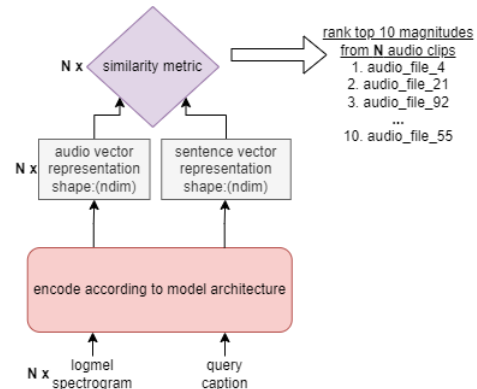 rank top 10 magnitudes
from N audio clips
1. audio_file_4
2. audio_file_21
3. audio_file_92
...
10. audio_file_55
N x
similarity metric
N x
audio vector
representation
shape:(ndim)
sentence vector
representation
shape:(ndim)
encode according to model architecture
N x
logmel
spectrogram
query
caption